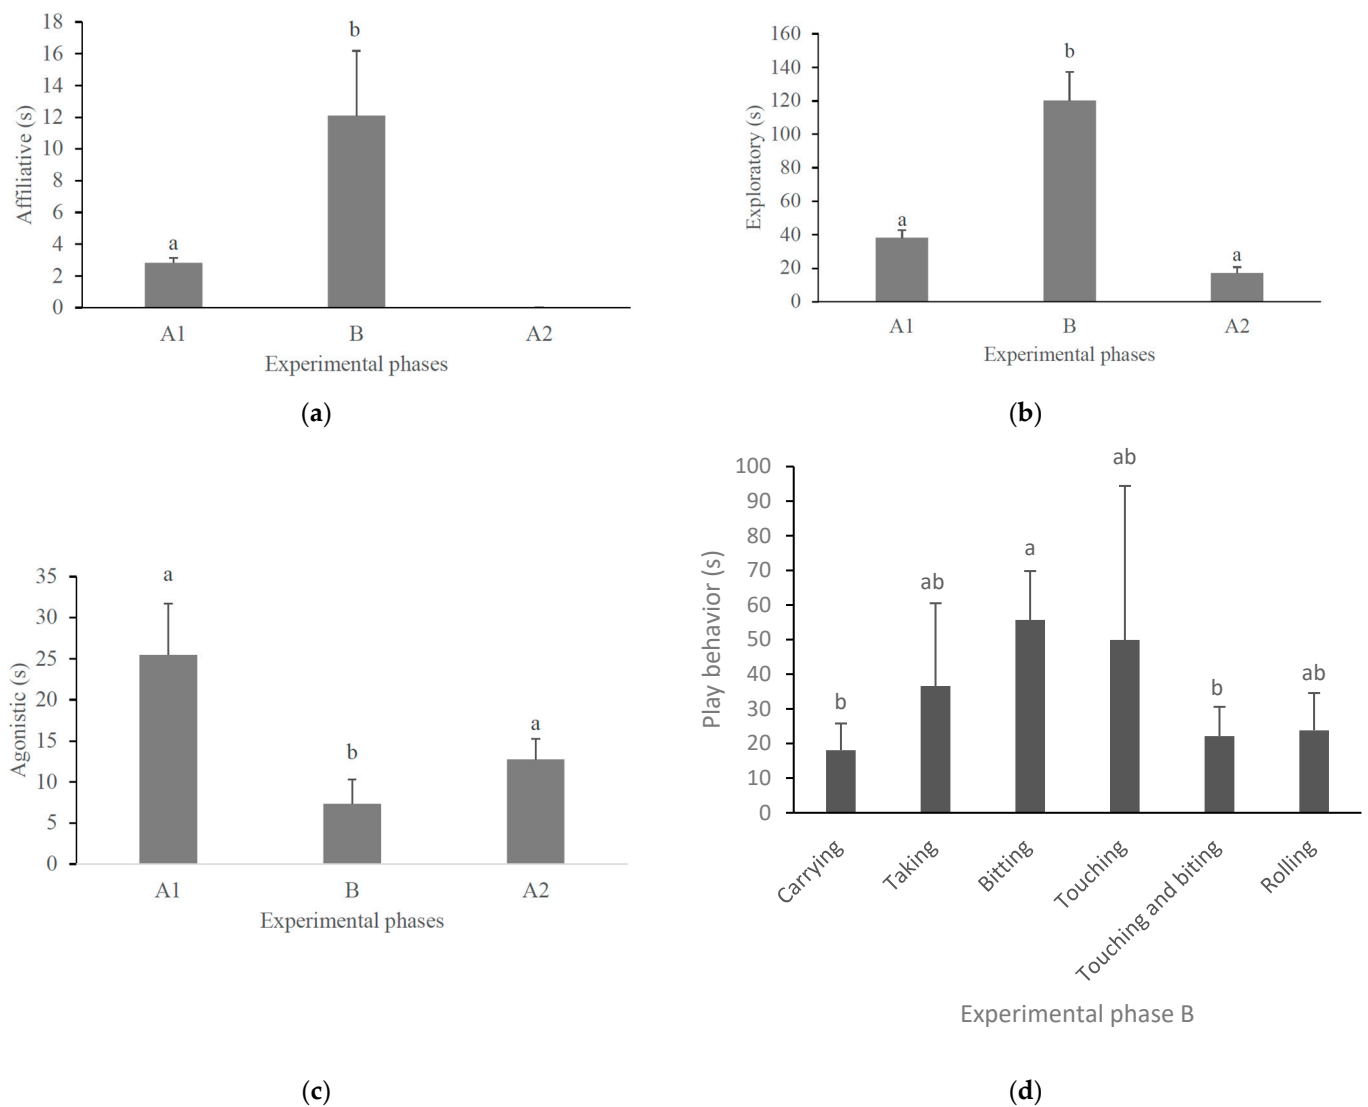 18
16
14
12
10
8
6
4
2
0
Affiliative (s)
a
b
A1
B
A2
Experimental phases
(a)
160
140
120
100
80
60
40
20
0
Exploratory (s)
a
b
a
A1
B
A2
Experimental phases
(b)
35
30
25
20
15
10
5
0
Agonistic (s)
a
b
a
A1
B
A2
Experimental phases
(c)
100
90
80
70
60
50
40
30
20
10
0
Play behavior (s)
b
ab
a
ab
b
ab
Carrying
Taking
Bitting
Touching
Touching and biting
Rolling
Experimental phase B
(d)